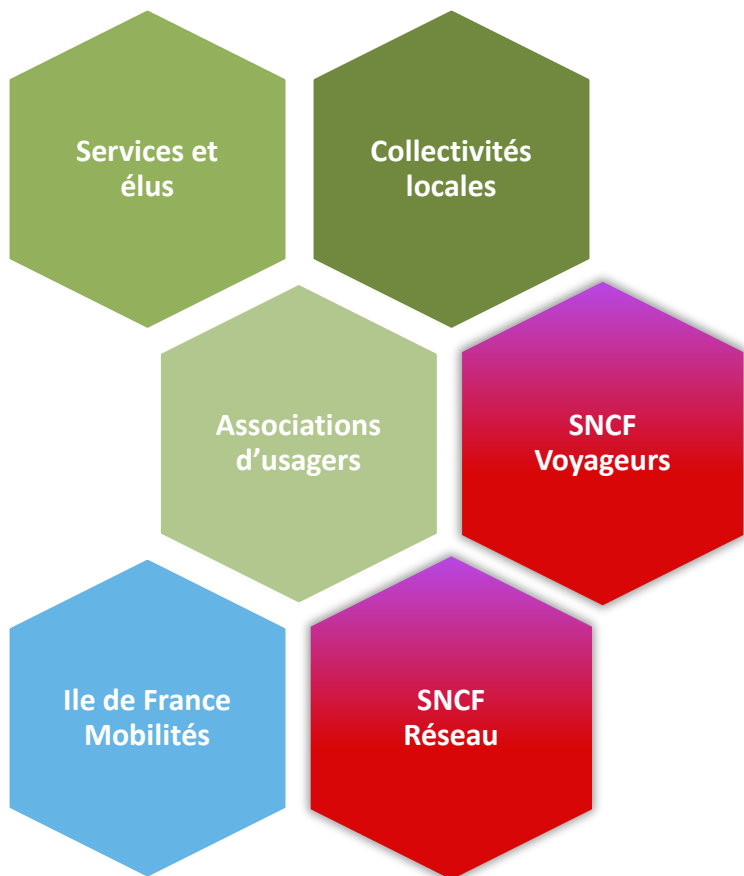 Services et
élus
Collectivités
locales
Associations
d’usagers
SNCF
Voyageurs
Ile de France
Mobilités
SNCF
Réseau